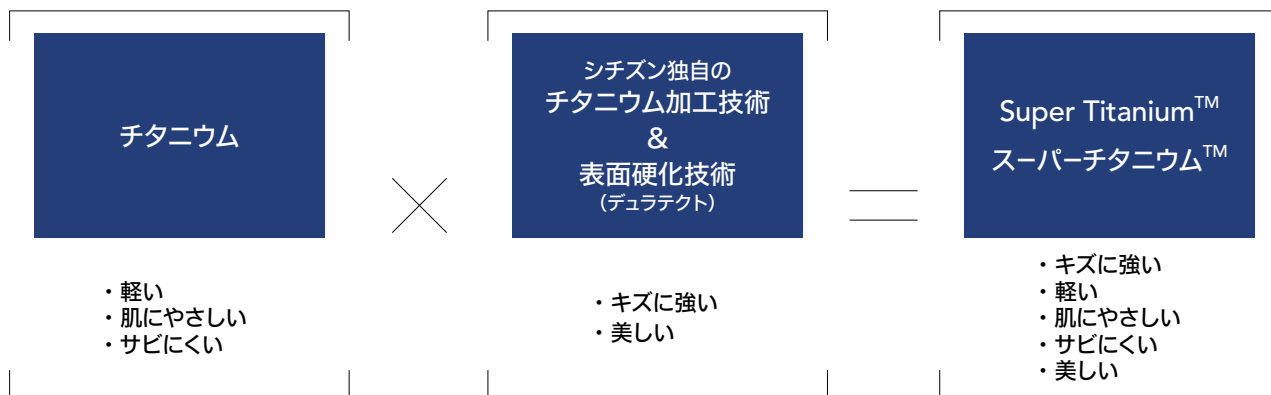 チタニウム
・軽い
・肌にやさしい
・サビにくい
×
シチズン独自の
チタニウム加工技術
&
表面硬化技術
(デュラテクト)
・キズに強い
・美しい
=
Super Titanium™
スーパーチタニウム™
・キズに強い
・軽い
・肌にやさしい
・サビにくい
・美しい